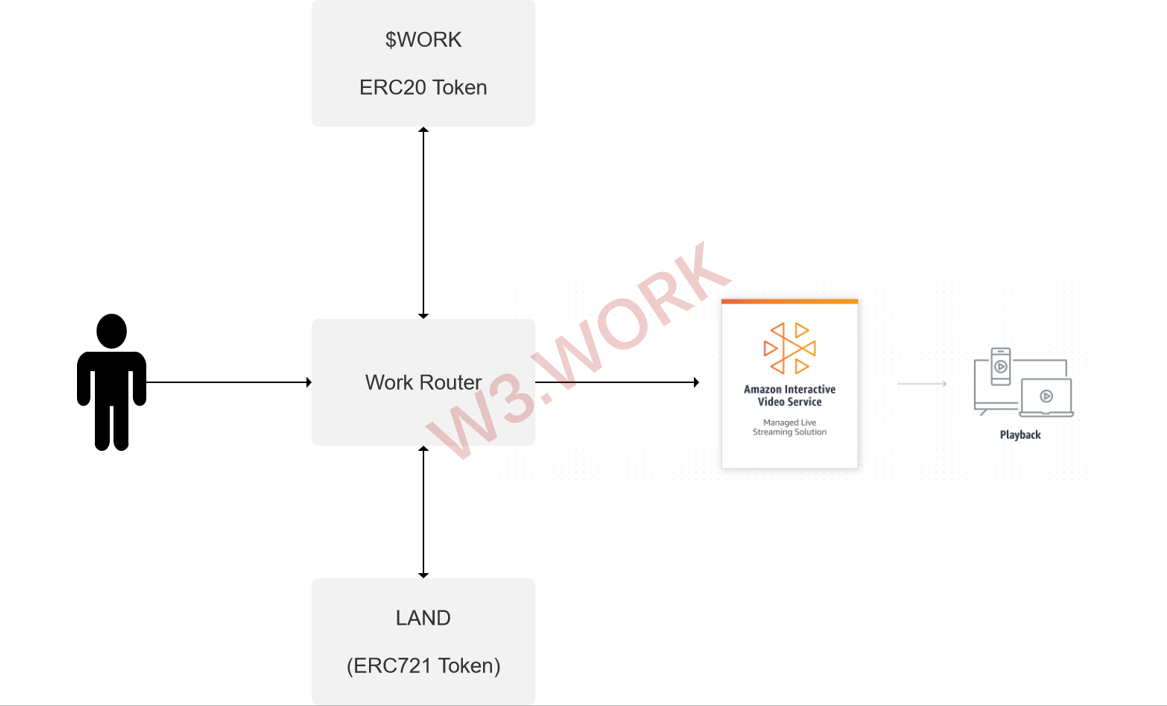 $WORK
ERC20 Token
Work Router
W3.WORK
Amazon Interactive
Video Service
Managed Live
Streaming Solution
Playback
LAND
(ERC721 Token)